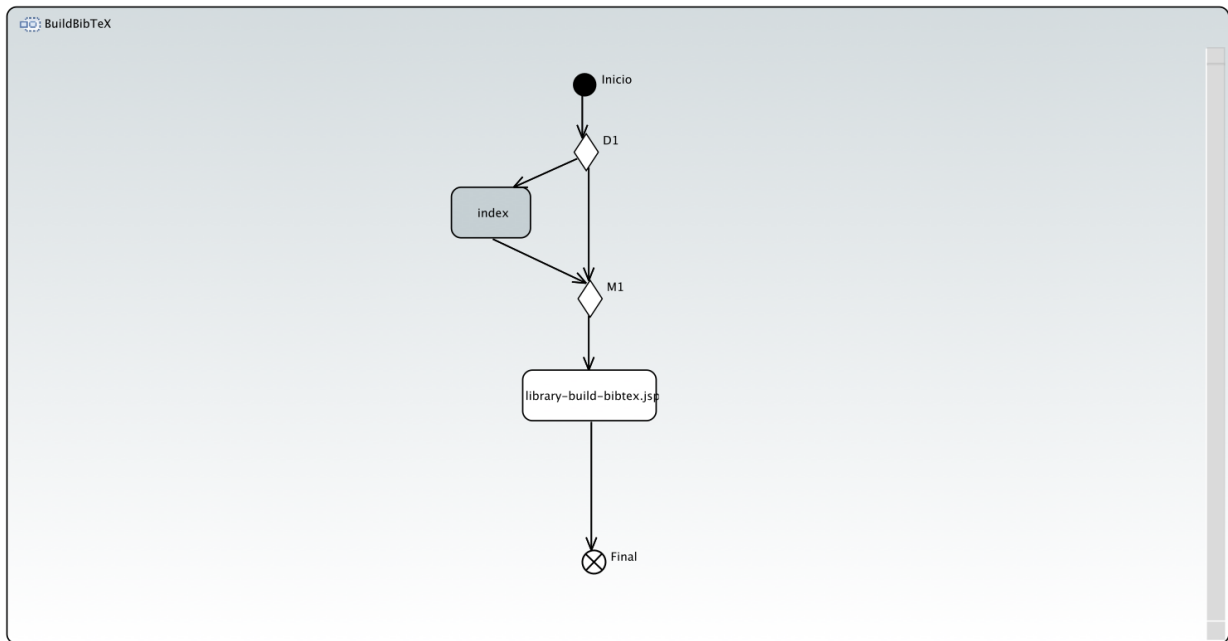 BuildBibTeX
Inicio
D1
index
M1
library-build-bibtex.jsp
Final